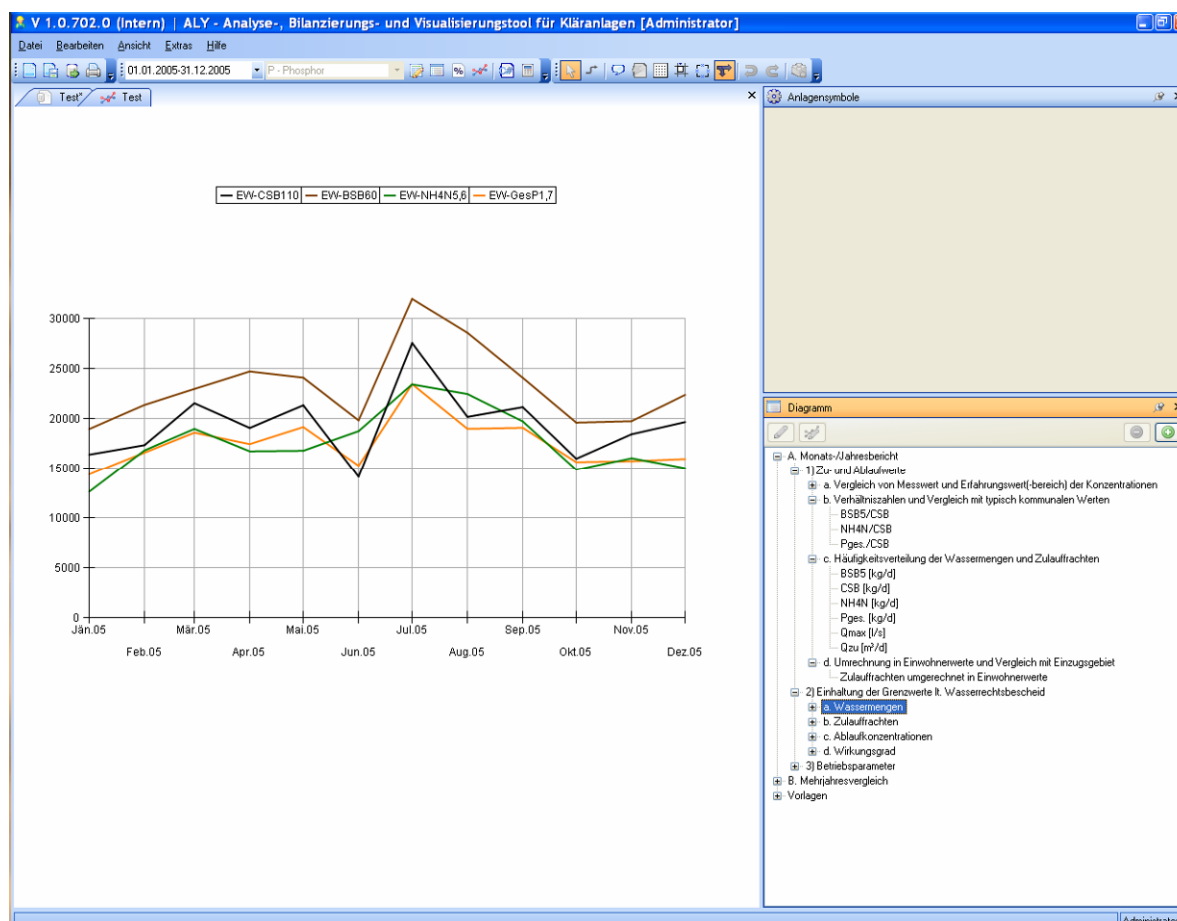 V 1.0.702.0 (Intern) | ALY - Analyse-, Bilanzierungs- und Visualisierungstool für Kläranlagen [Administrator]
Datei Bearbeiten Ansicht Extras Hilfe
01.01.2005-31.12.2005 P - Phosphor
Test* Test
EW-CSB110 EW-BSB60 EW-NH4N5,6 EW-GesP1,7
30000
25000
20000
15000
10000
5000
0
Jän.05 Mär.05 Mai.05 Jul.05 Sep.05 Nov.05
Feb.05 Apr.05 Jun.05 Aug.05 Okt.05 Dez.05
Anlagensymbole
Diagramm
A. Monats-/Jahresbericht
1) Zu- und Ablaufwerte
a. Vergleich von Messwert und Erfahrungswert(-bereich) der Konzentrationen
b. Verhältniszahlen und Vergleich mit typisch kommunalen Werten
BSB5/CSB
NH4N/CSB
Pges./CSB
c. Häufigkeitsverteilung der Wassermengen und Zulauffrachten
BSB5 [kg/d]
CSB [kg/d]
NH4N [kg/d]
Pges. [kg/d]
Qmax [l/s]
Qzu [m³/d]
d. Umrechnung in Einwohnerwerte und Vergleich mit Einzugsgebiet
Zulauffrachten umgerechnet in Einwohnerwerte
2) Einhaltung der Grenzwerte lt. Wasserrechtsbescheid
a. Wassermengen
b. Zulauffrachten
c. Ablaufkonzentrationen
d. Wirkungsgrad
3) Betriebsparameter
B. Mehrjahresvergleich
Vorlagen
Administrator